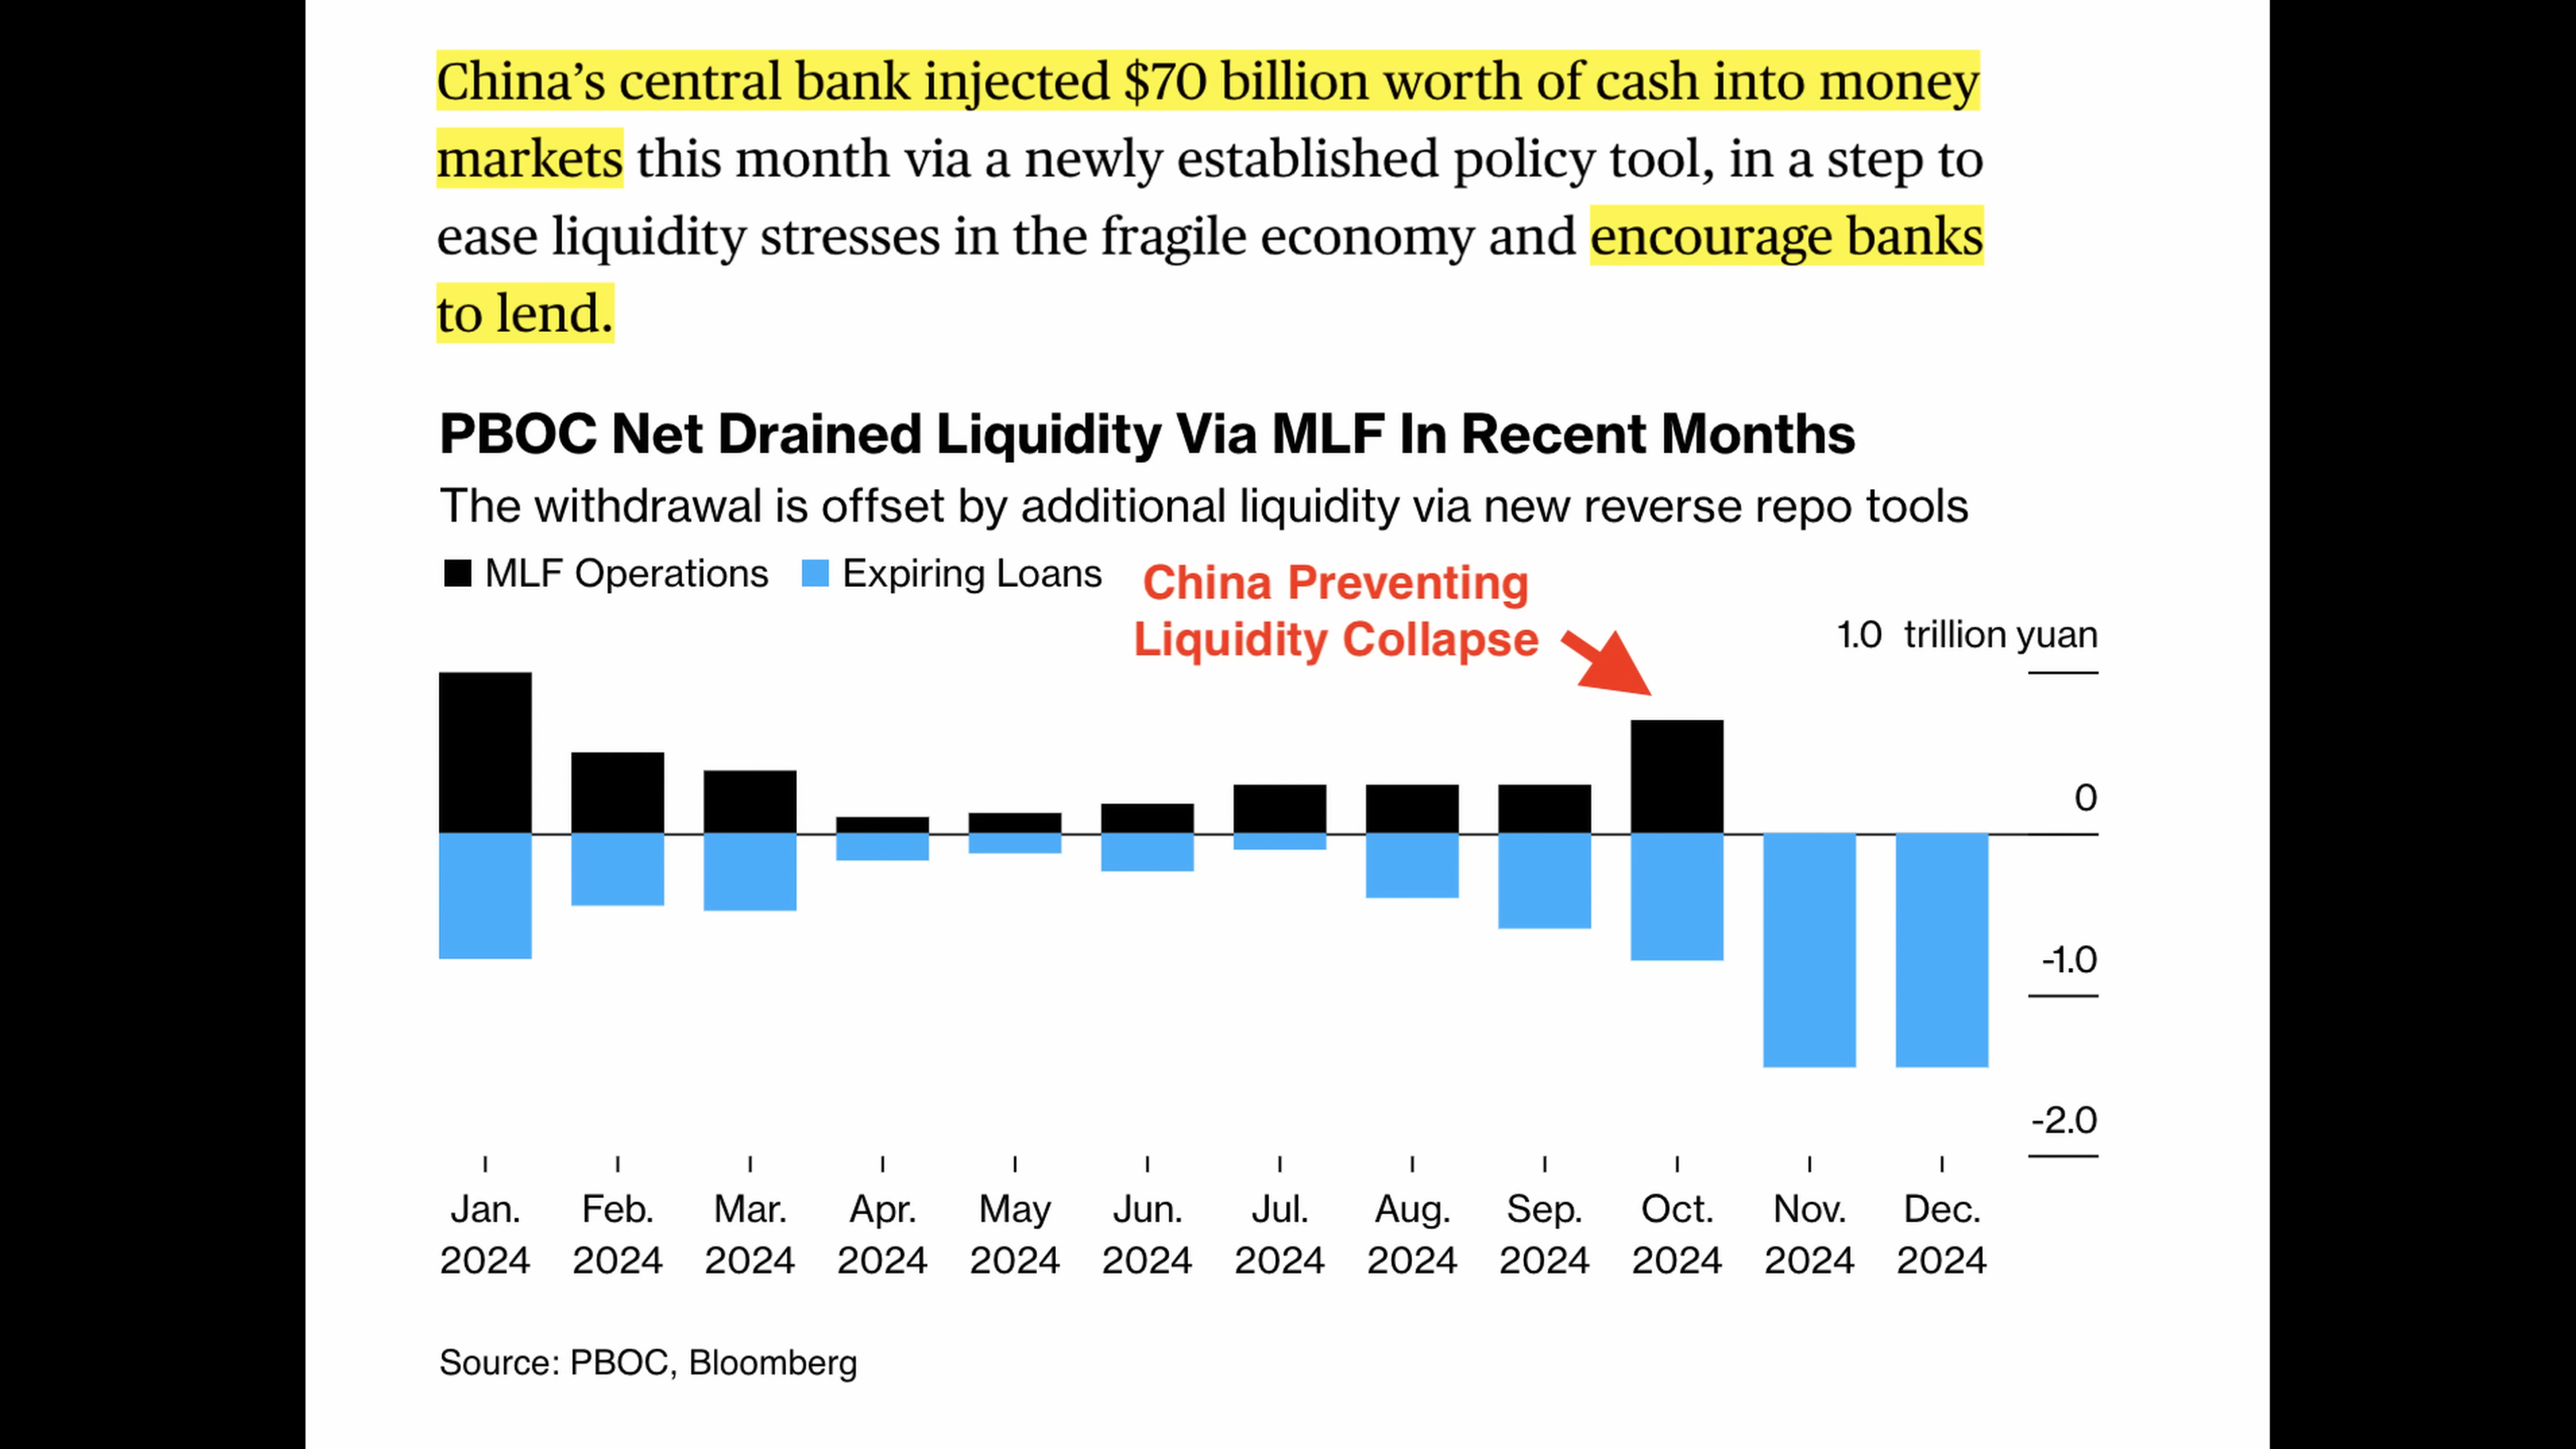 China’s central bank injected $70 billion worth of cash into money
markets this month via a newly established policy tool, in a step to
ease liquidity stresses in the fragile economy and encourage banks
to lend.
PBOC Net Drained Liquidity Via MLF In Recent Months
The withdrawal is offset by additional liquidity via new reverse repo tools
MLF Operations Expiring Loans
China Preventing
Liquidity Collapse
1.0 trillion yuan
0
-1.0
-2.0
Jan. Feb. Mar. Apr. May Jun. Jul. Aug. Sep. Oct. Nov. Dec.
2024 2024 2024 2024 2024 2024 2024 2024 2024 2024 2024 2024
Source: PBOC, Bloomberg